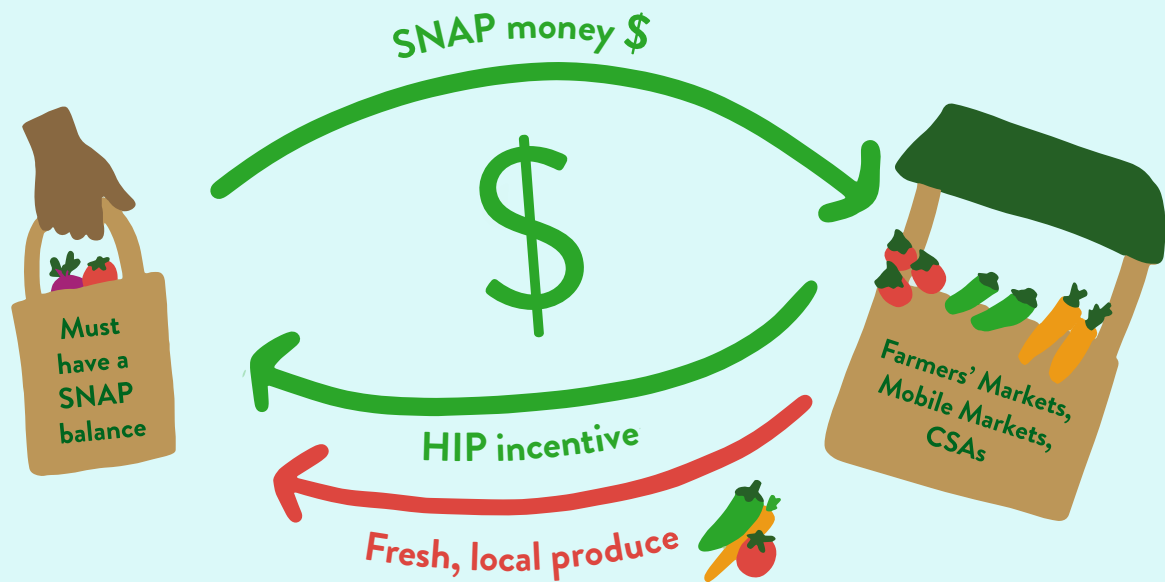 SNAP money $
$
Must
have a
SNAP
balance
Farmers' Markets,
Mobile Markets,
CSAs
HIP incentive
Fresh, local produce